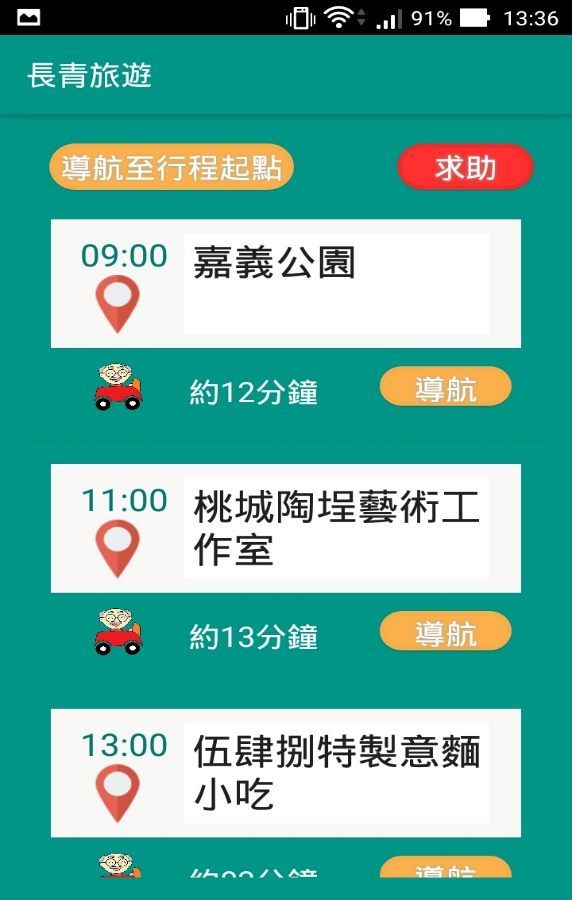 91% 13:36
長青旅遊
導航至行程起點 求助
09:00 嘉義公園
約12分鐘 導航
11:00 桃城陶埕藝術工
作室
約13分鐘 導航
13:00 伍肆捌特製意麵
小吃
導航